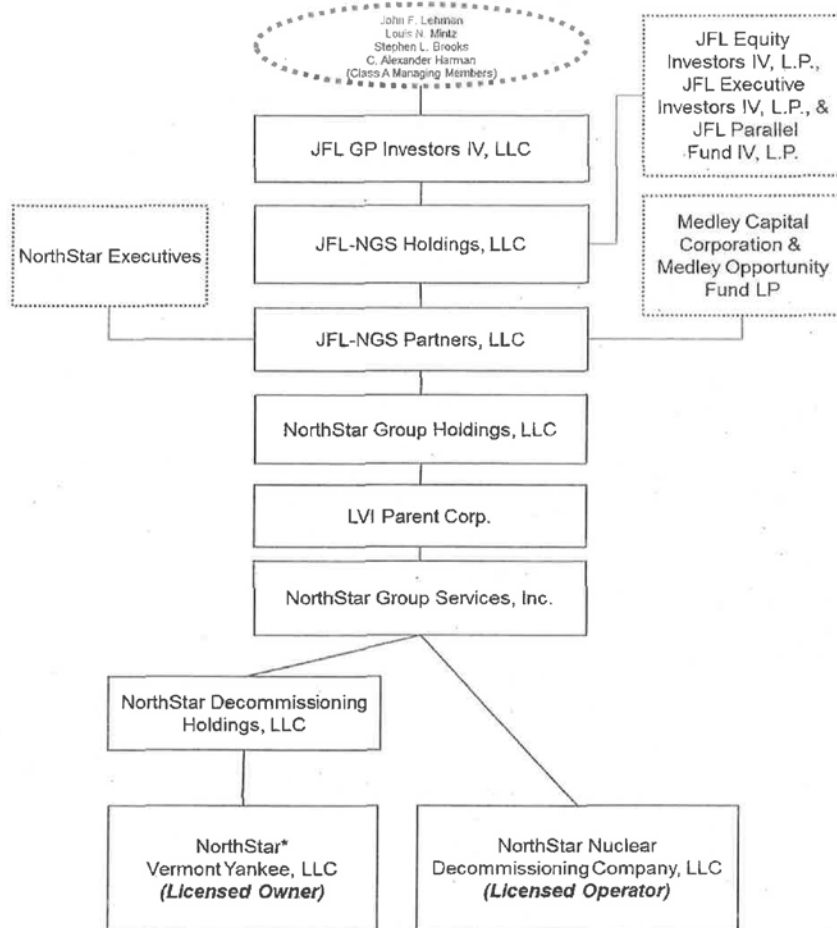 John F. Lehman
Louis N. Mintz
Stephen L. Brooks
C. Alexander Harman
(Class A Managing Members)
JFL GP Investors IV, LLC
JFL Equity
Investors IV, L.P.,
JFL Executive
Investors IV, L.P., &
JFL Parallel
Fund IV, L.P.
JFL-NGS Holdings, LLC
NorthStar Executives
Medley Capital
Corporation &
Medley Opportunity
Fund LP
JFL-NGS Partners, LLC
NorthStar Group Holdings, LLC
LVI Parent Corp.
NorthStar Group Services, Inc.
NorthStar Decommissioning
Holdings, LLC
NorthStar*
Vermont Yankee, LLC
(Licensed Owner)
NorthStar Nuclear
Decommissioning Company, LLC
(Licensed Operator)